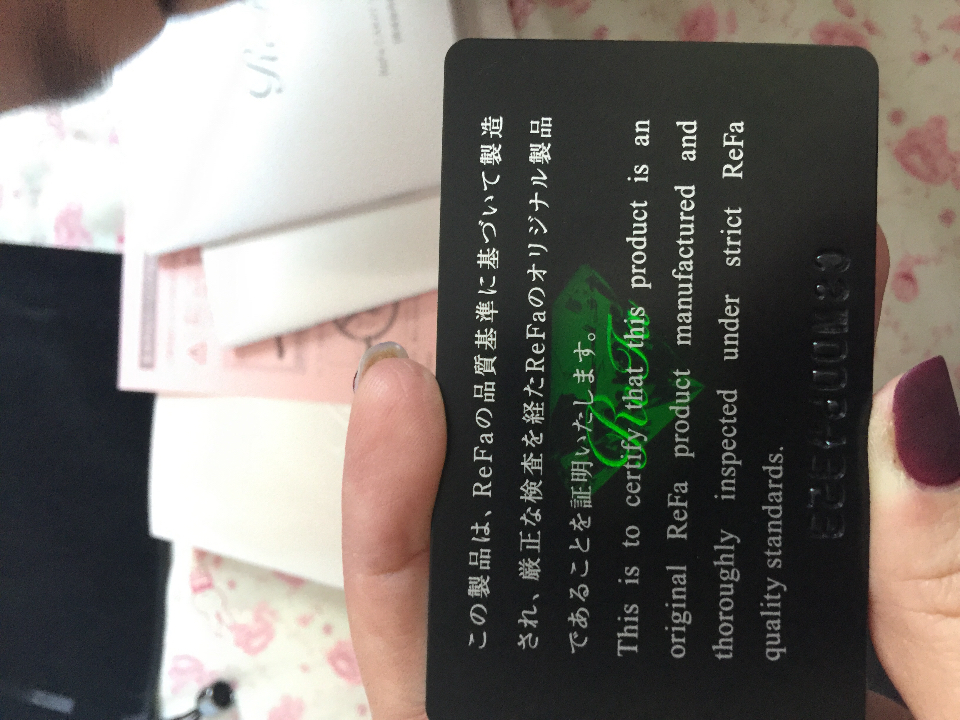 この製品は、ReFaの品質基準に基づいて製造
され、厳正な検査を経たReFaのオリジナル製品
であることを証明いたします。
This is to certify that this product is an
original ReFa product manufactured and
thoroughly inspected under strict ReFa
quality standards.
ReFa